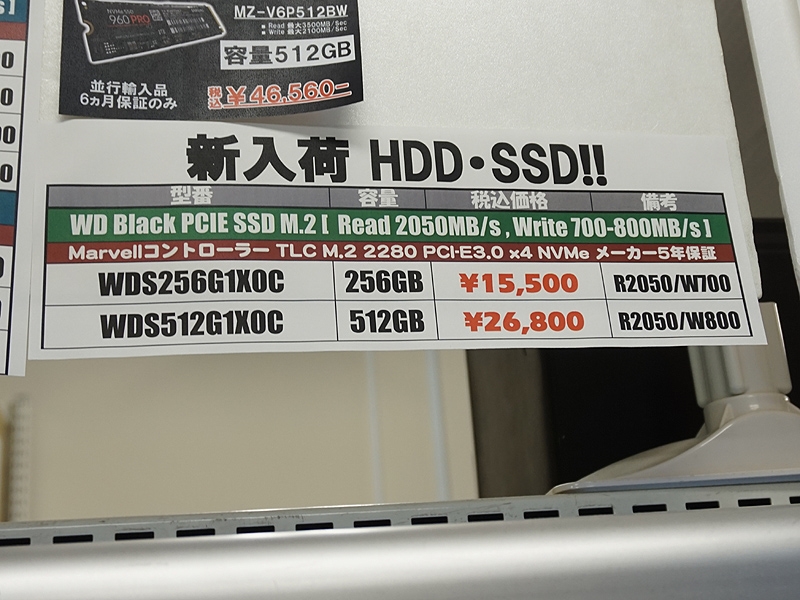 MZ-V6P512BW
960 PRO
■ Read 最大3500MB/Sec
■ Write 最大2100MB/Sec
容量512GB
並行輸入品
6ヵ月保証のみ
税込 ¥46,560ー
新入荷 HDD・SSD!!
型番 容量 税込価格 備考
WD Black PCIE SSD M.2 [ Read 2050MB/s , Write 700-800MB/s ]
Marvellコントローラー TLC M.2 2280 PCI-E3.0 x4 NVMe メーカー5年保証
WDS256G1X0C 256GB ¥15,500 R2050/W700
WDS512G1X0C 512GB ¥26,800 R2050/W800